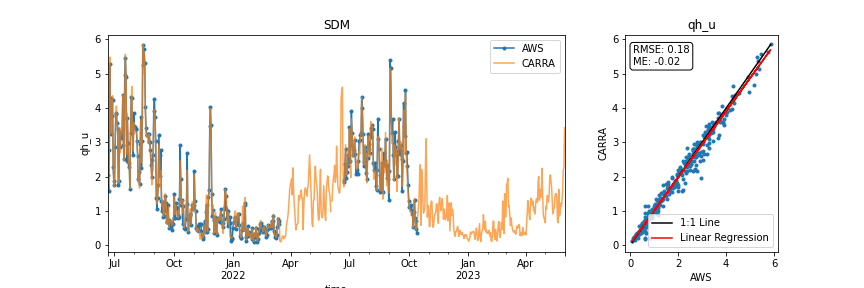 SDM
qh_u
6
5
4
3
2
1
0
AWS
CARRA
Jul
Oct
Jan
2022
Apr
Jul
Oct
Jan
2023
Apr
time
qh_u
CARRA
6
5
4
3
2
1
0
RMSE: 0.18
ME: -0.02
1:1 Line
Linear Regression
0 2 4 6
AWS